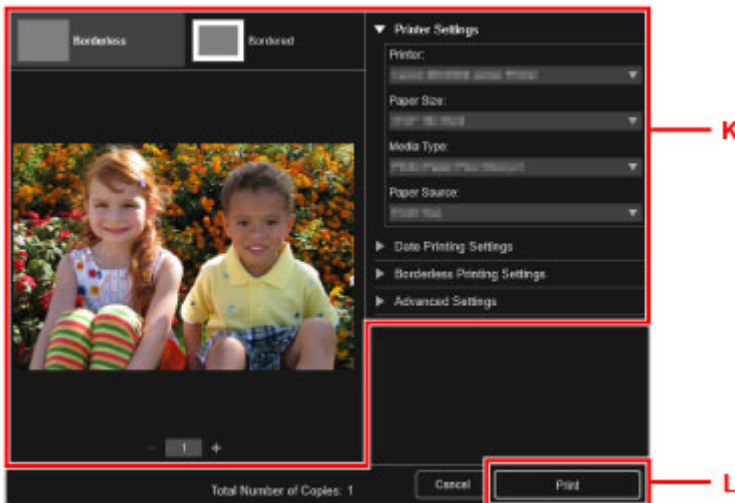 Borderless
Bordered
Printer Settings
Printer:
Paper Size:
Media Type:
Paper Source:
Date Printing Settings
Borderless Printing Settings
Advanced Settings
K
1
Total Number of Copies: 1
Cancel
Print
L